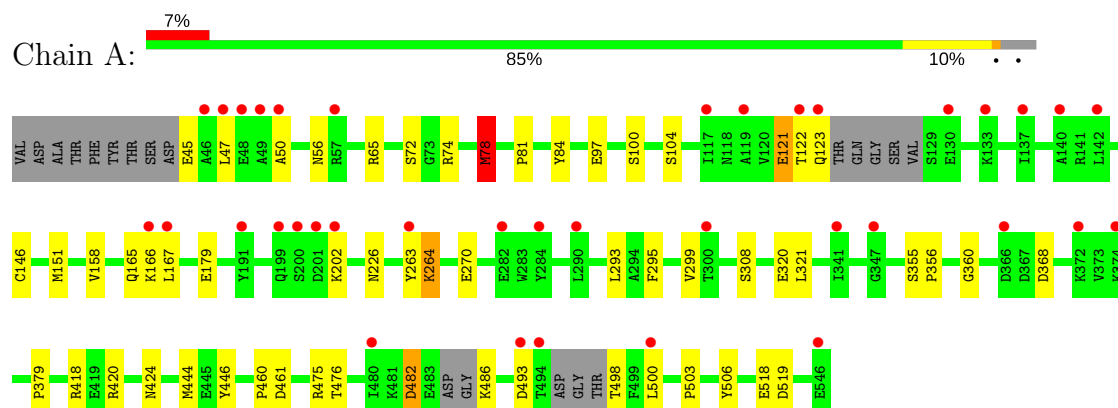 7%
Chain A:
85% 10% • •
VAL ASP ALA THR PHE TYR THR SER ASP E45 A46 L47 E48 A49 A50 N56 R57 R65 S72 G73 R74 M78 P81 Y84 E97 S100 S104 I117 N118 A119 V120 E121 T122 Q123 THR GLN GLY SER VAL S129 E130 K133 I137 A140 R141 L142
C146 M151 V158 Q165 K166 L167 E179 Y191 Q199 S200 D201 K202 N226 Y263 K264 E270 E282 W283 Y284 L290 L293 A294 F295 V299 T300 S308 E320 L321 I341 G347 S355 P356 G360 D366 D367 D368 K372 V373
P379 R418 E419 R420 N424 M444 E445 Y446 P460 D461 R475 T476 I480 K481 D482 E483 ASP GLY K486 D493 T494 ASP GLY THR T498 F499 L500 P503 Y506 E518 D519 E546